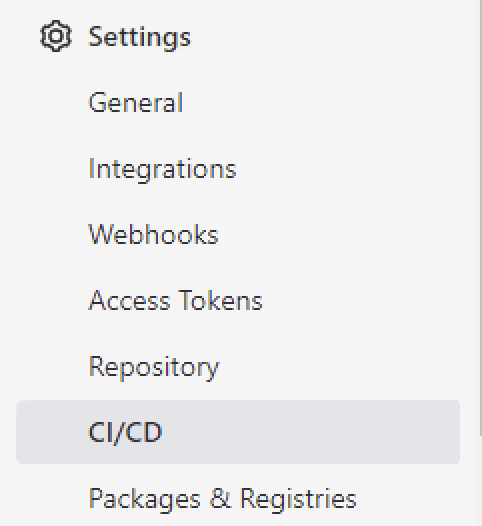 Settings
General
Integrations
Webhooks
Access Tokens
Repository
CI/CD
Packages & Registries